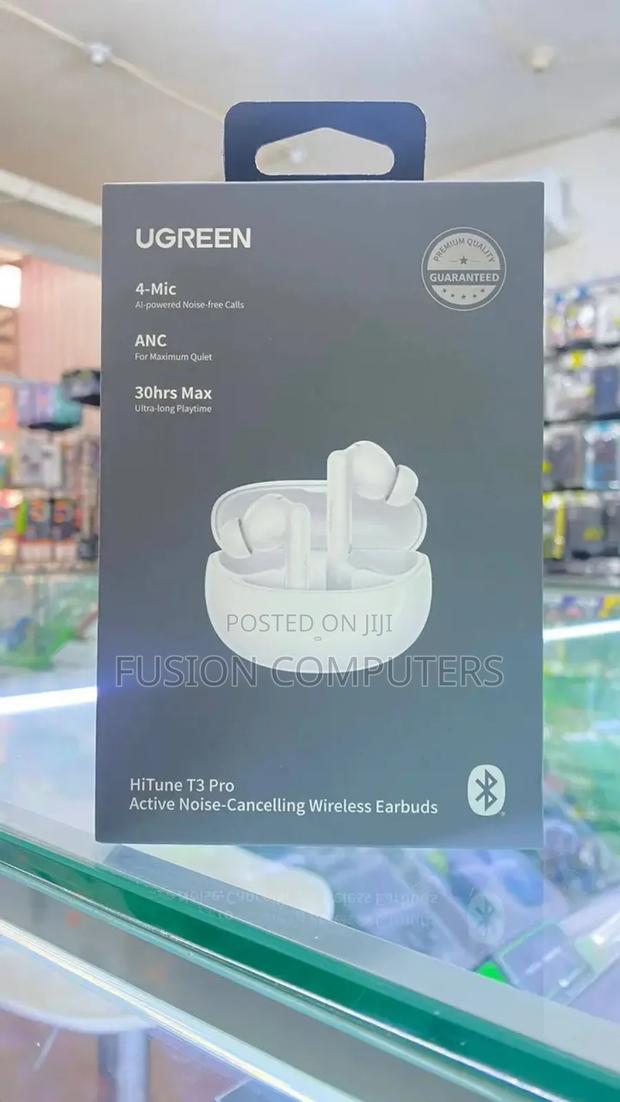 UGREEN
PREMIUM QUALITY
GUARANTEED
4-Mic
AI-powered Noise-free Calls
ANC
For Maximum Quiet
30hrs Max
Ultra-long Playtime
POSTED ON JIJI
FUSION COMPUTERS
HiTune T3 Pro
Active Noise-Cancelling Wireless Earbuds